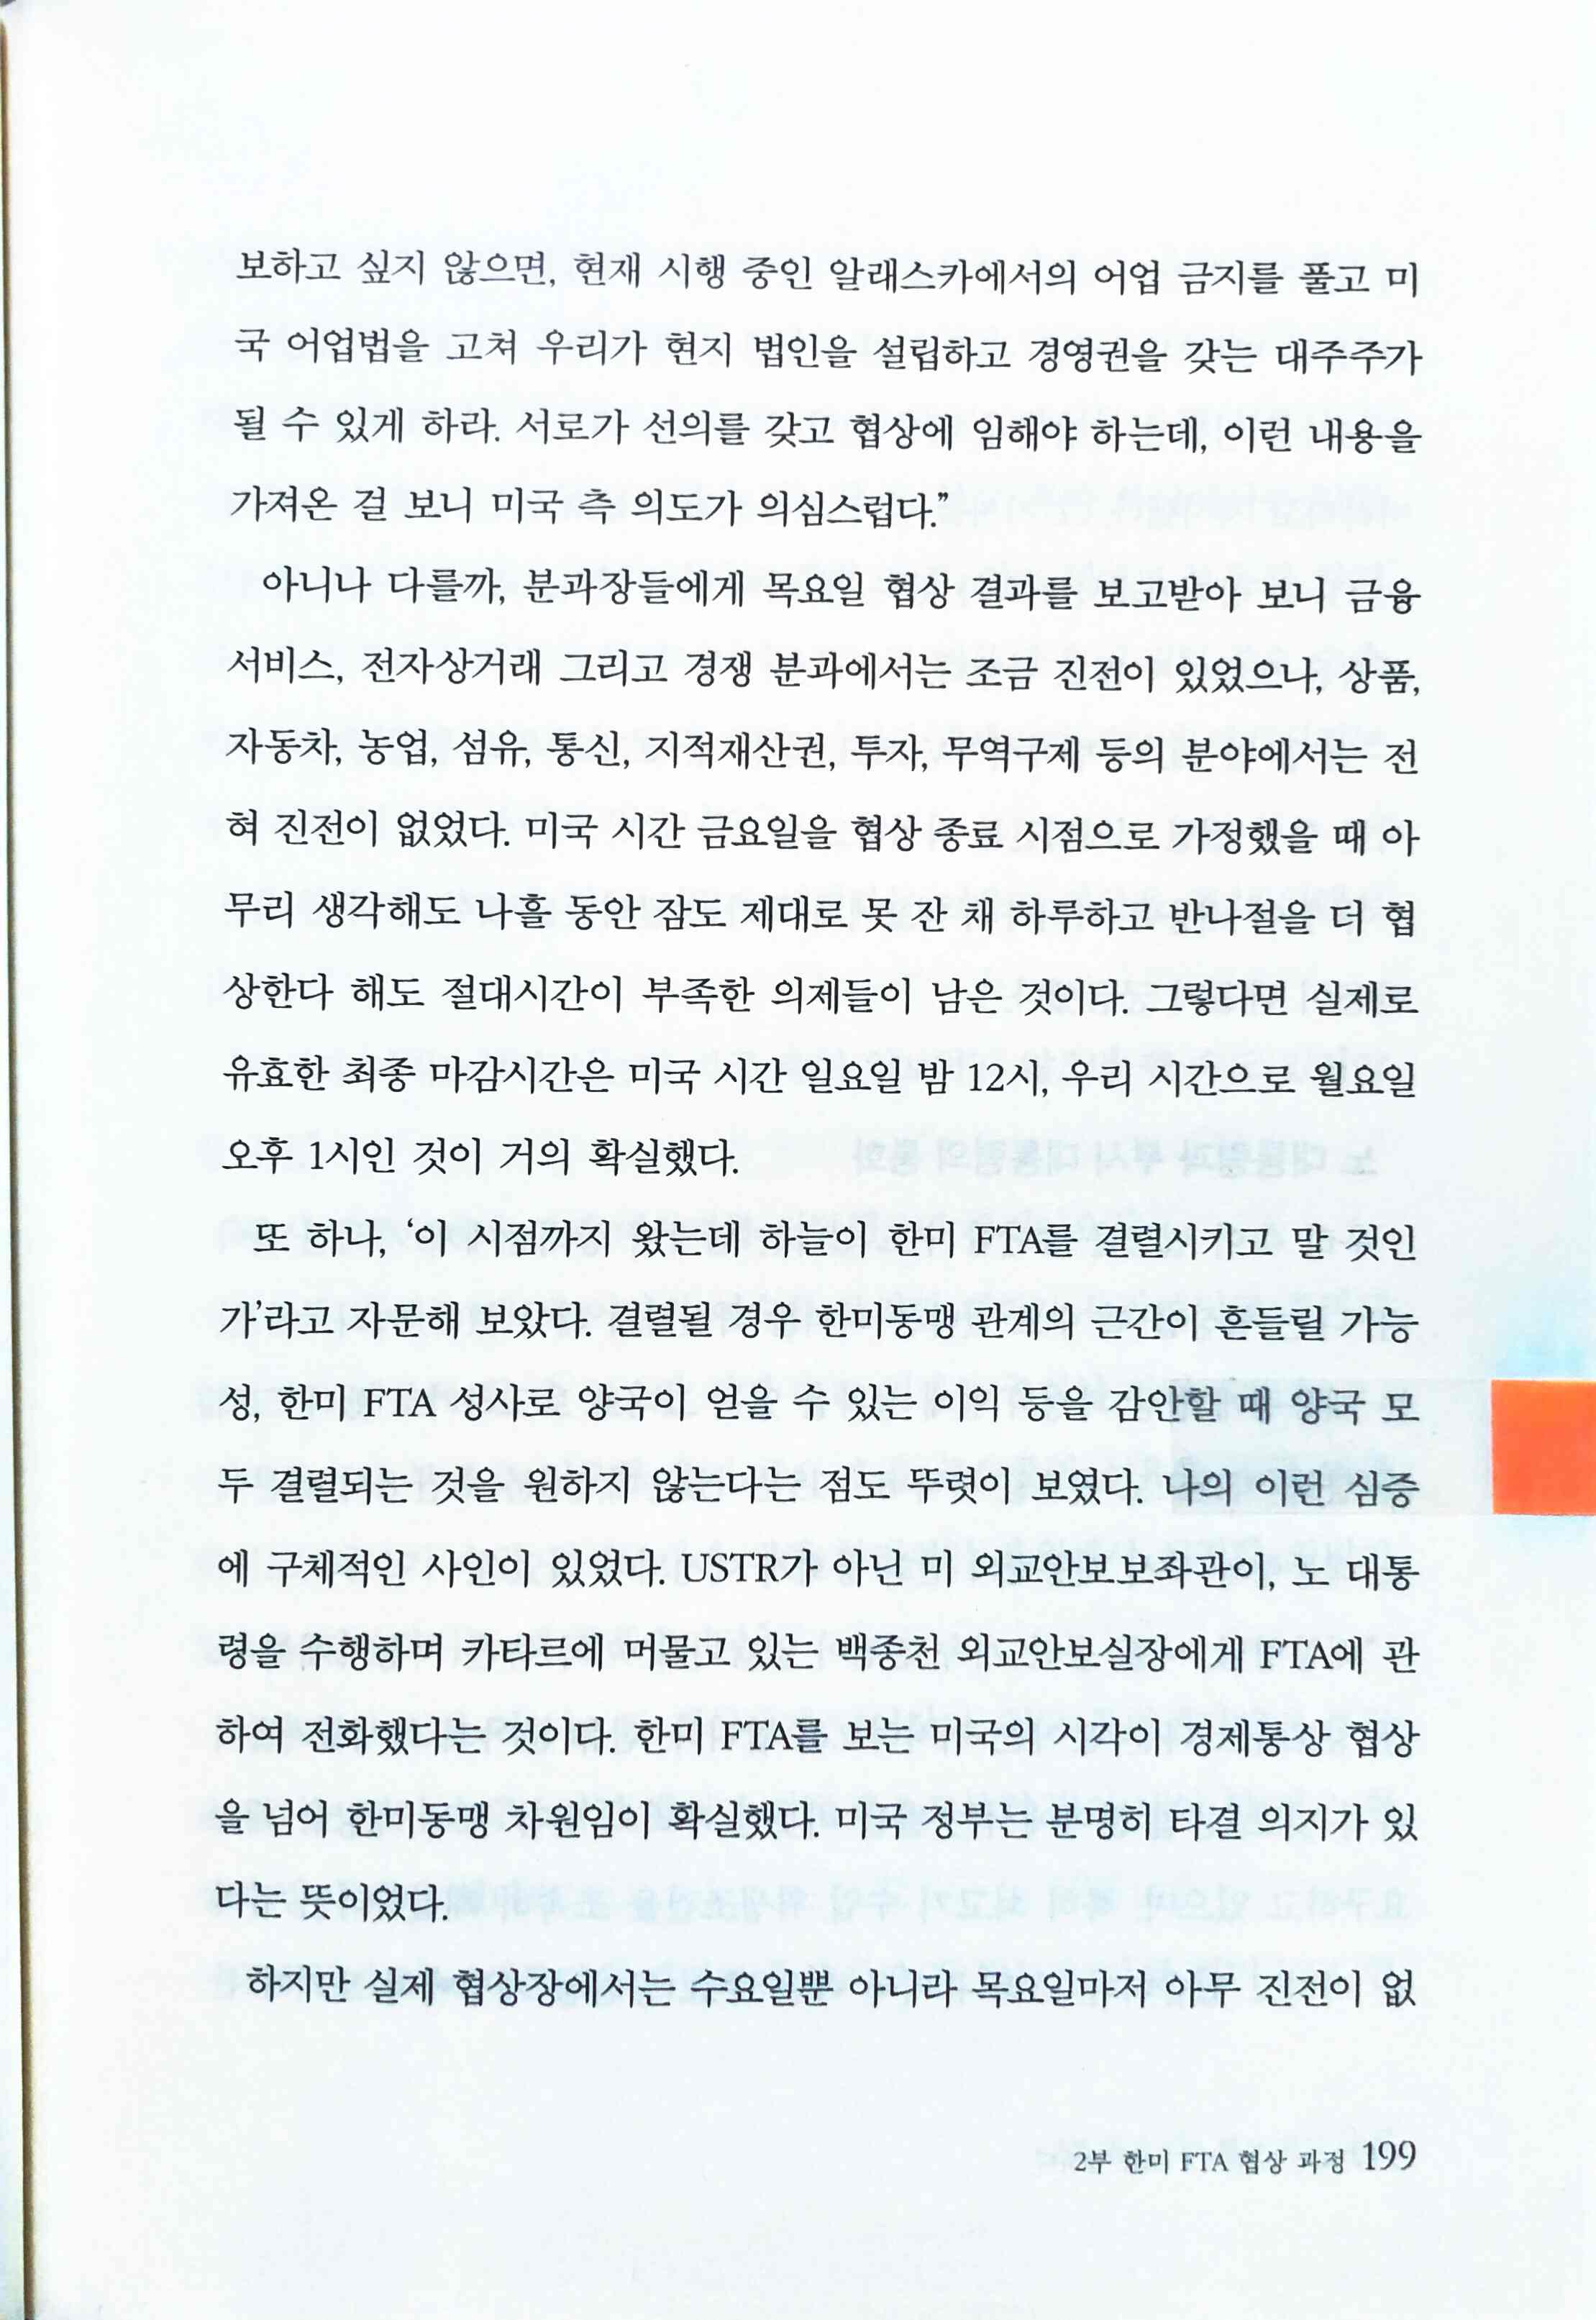 보하고 싶지 않으면, 현재 시행 중인 알래스카에서의 어업 금지를 풀고 미
국 어업법을 고쳐 우리가 현지 법인을 설립하고 경영권을 갖는 대주주가
될 수 있게 하라. 서로가 선의를 갖고 협상에 임해야 하는데, 이런 내용을
가져온 걸 보니 미국 측 의도가 의심스럽다.”
아니나 다를까, 분과장들에게 목요일 협상 결과를 보고받아 보니 금융
서비스, 전자상거래 그리고 경쟁 분과에서는 조금 진전이 있었으나, 상품,
자동차, 농업, 섬유, 통신, 지적재산권, 투자, 무역구제 등의 분야에서는 전
혀 진전이 없었다. 미국 시간 금요일을 협상 종료 시점으로 가정했을 때 아
무리 생각해도 나흘 동안 잠도 제대로 못 잔 채 하루하고 반나절을 더 협
상한다 해도 절대시간이 부족한 의제들이 남은 것이다. 그렇다면 실제로
유효한 최종 마감시간은 미국 시간 일요일 밤 12시, 우리 시간으로 월요일
오후 1시인 것이 거의 확실했다.
또 하나, ‘이 시점까지 왔는데 하늘이 한미 FTA를 결렬시키고 말 것인
가’라고 자문해 보았다. 결렬될 경우 한미동맹 관계의 근간이 흔들릴 가능
성, 한미 FTA 성사로 양국이 얻을 수 있는 이익 등을 감안할 때 양국 모
두 결렬되는 것을 원하지 않는다는 점도 뚜렷이 보였다. 나의 이런 심증
에 구체적인 사인이 있었다. USTR가 아닌 미 외교안보보좌관이, 노 대통
령을 수행하며 카타르에 머물고 있는 백종천 외교안보실장에게 FTA에 관
하여 전화했다는 것이다. 한미 FTA를 보는 미국의 시각이 경제통상 협상
을 넘어 한미동맹 차원임이 확실했다. 미국 정부는 분명히 타결 의지가 있
다는 뜻이었다.
하지만 실제 협상장에서는 수요일뿐 아니라 목요일마저 아무 진전이 없
2부 한미 FTA 협상 과정 199